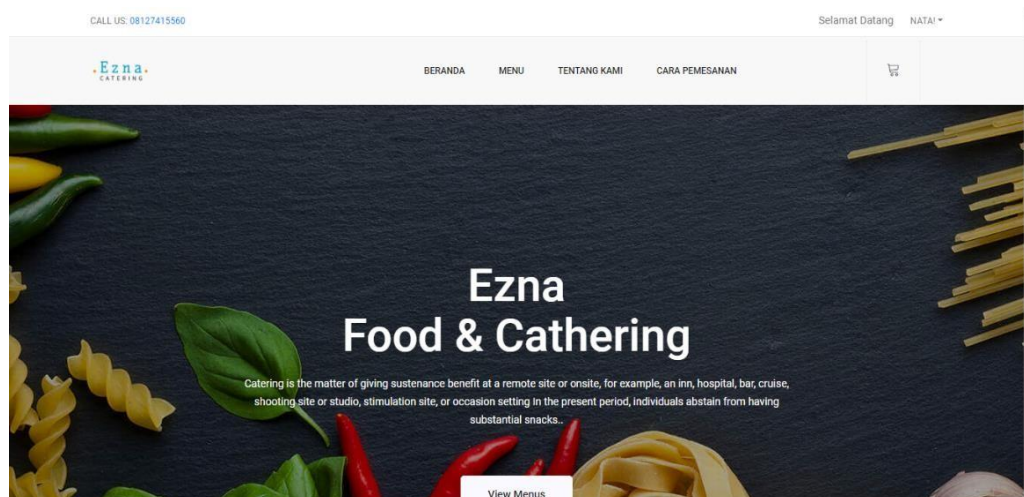 CALL US: 08127415560
Selamat Datang NATA!
Ezna
CATERING
BERANDA MENU TENTANG KAMI CARA PEMESANAN
Ezna
Food & Cathering
Catering is the matter of giving sustenance benefit at a remote site or onsite, for example, an inn, hospital, bar, cruise,
shooting site or studio, stimulation site, or occasion setting In the present period, individuals abstain from having
substantial snacks..
View Menus